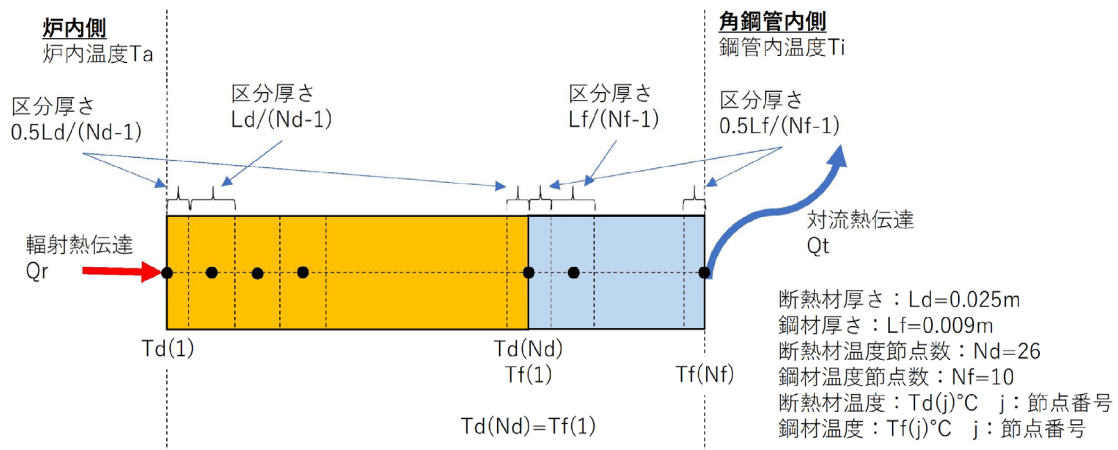 炉内側
炉内温度Ta
角鋼管内側
鋼管内温度Ti
区分厚さ
0.5Ld/(Nd-1)
区分厚さ
Ld/(Nd-1)
区分厚さ
Lf/(Nf-1)
区分厚さ
0.5Lf/(Nf-1)
輻射熱伝達
Qr
対流熱伝達
Qt
Td(1)
Td(Nd)
Tf(1)
Tf(Nf)
Td(Nd)=Tf(1)
断熱材厚さ：Ld=0.025m
鋼材厚さ：Lf=0.009m
断熱材温度節点数：Nd=26
鋼材温度節点数：Nf=10
断熱材温度：Td(j)°C　j：節点番号
鋼材温度：Tf(j)°C　j：節点番号